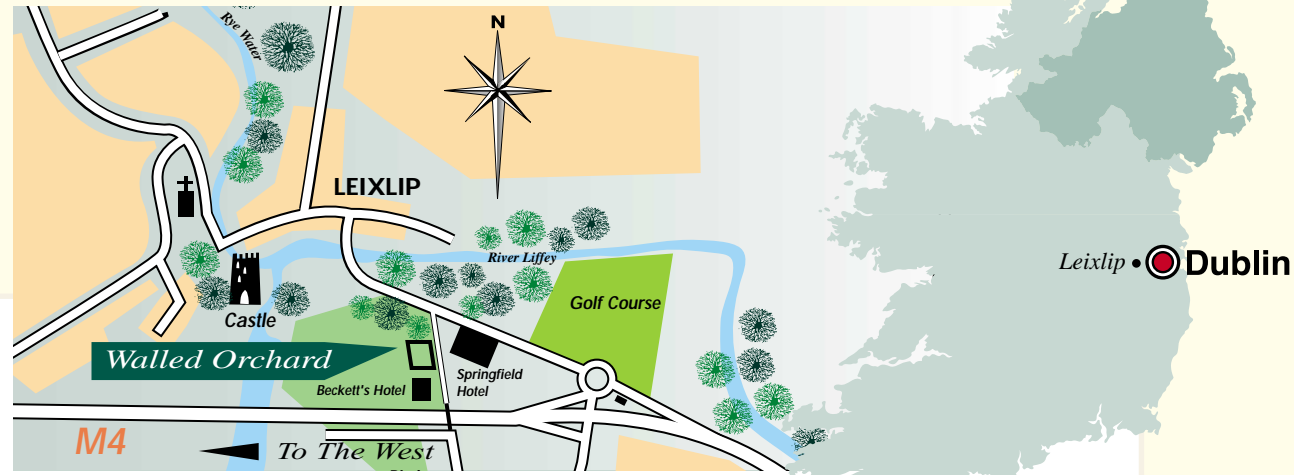 Rye Water
N
LEIXLIP
River Liffey
Leixlip
Dublin
Golf Course
Castle
Walled Orchard
Springfield
Hotel
Beckett's Hotel
M4
To The West